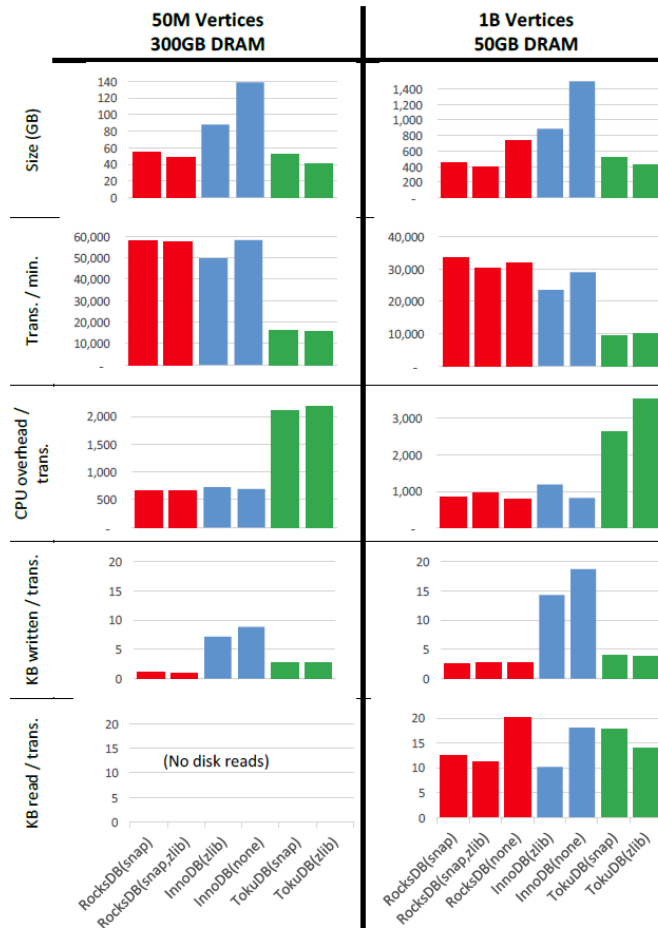 50M Vertices
300GB DRAM
1B Vertices
50GB DRAM
Size (GB)
140
120
100
80
60
40
20
0
1,400
1,200
1,000
800
600
400
200
-
Trans. / min.
60,000
50,000
40,000
30,000
20,000
10,000
-
40,000
30,000
20,000
10,000
-
CPU overhead /
trans.
2,000
1,500
1,000
500
-
3,000
2,000
1,000
-
KB written / trans.
20
15
10
5
0
20
15
10
5
0
KB read / trans.
20
15
10
5
0
(No disk reads)
20
15
10
5
0
RocksDB(snap)
RocksDB(snap,zlib)
InnoDB(zlib)
InnoDB(none)
TokuDB(snap)
TokuDB(zlib)
RocksDB(snap)
RocksDB(snap,zlib)
RocksDB(none)
InnoDB(zlib)
InnoDB(none)
TokuDB(snap)
TokuDB(zlib)